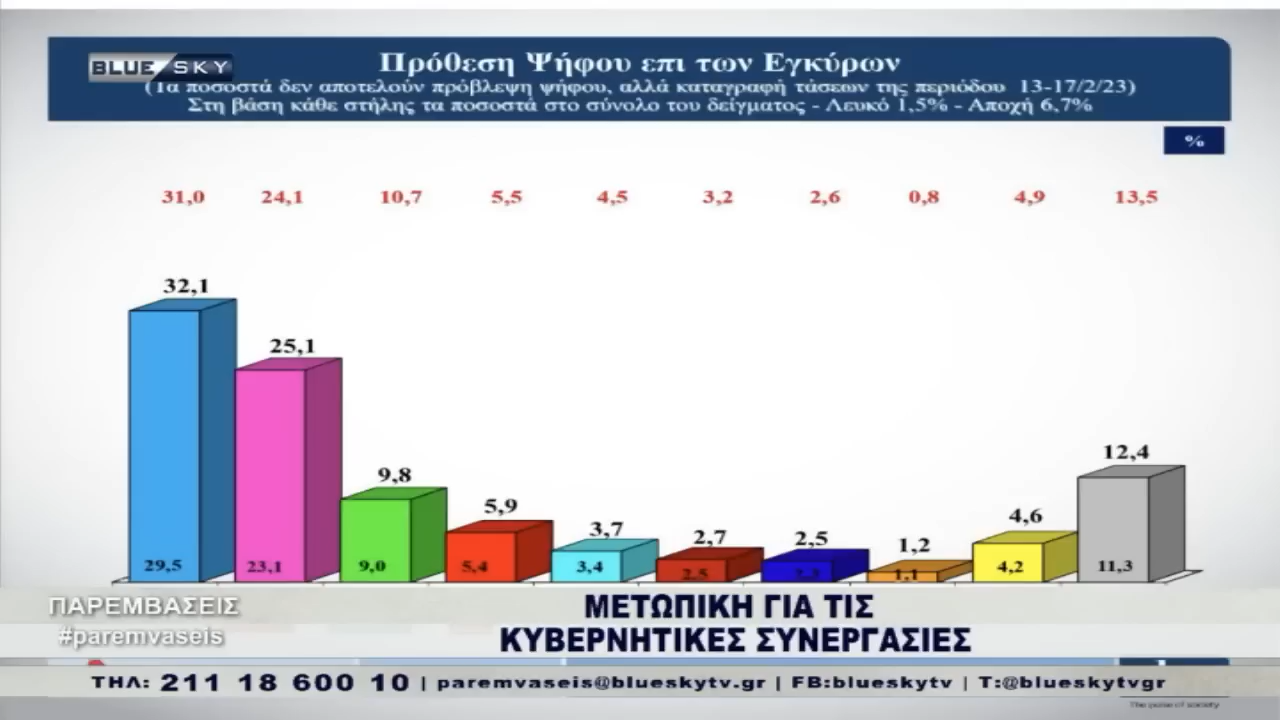 BLUE SKY
Πρόθεση Ψήφου επι των Εγκύρων
(Τα ποσοστά δεν αποτελούν πρόβλεψη ψήφου, αλλά καταγραφή τάσεων της περιόδου 13-17/2/23)
Στη βάση κάθε στήλης τα ποσοστά στο σύνολο του δείγματος - Λευκό 1,5% - Αποχή 6,7%
%
31,0 24,1 10,7 5,5 4,5 3,2 2,6 0,8 4,9 13,5
32,1 25,1 9,8 5,9 3,7 2,7 2,5 1,2 4,6 12,4
29,5 23,1 9,0 5,4 3,4 2,5 2,3 1,1 4,2 11,3
ΠΑΡΕΜΒΑΣΕΙΣ
#paremvaseis
ΜΕΤΩΠΙΚΗ ΓΙΑ ΤΙΣ
ΚΥΒΕΡΝΗΤΙΚΕΣ ΣΥΝΕΡΓΑΣΙΕΣ
ΤΗΛ: 211 18 600 10 | paremvaseis@blueskytv.gr | FB:blueskytv | T:@blueskytvgr
The pulse of society